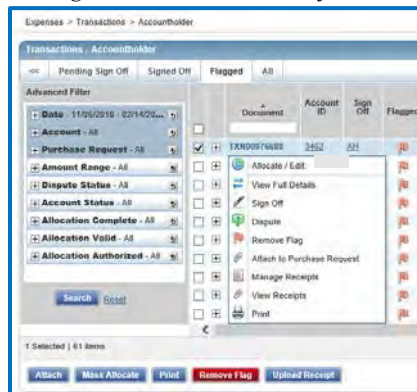 Expenses > Transactions > Accountholder
Transactions - Accountholder
<< Pending Sign Off Signed Off Flagged All
Advanced Filter
Date - 11/06/2018 - 02/14/20...
Account - All
Purchase Request - All
Amount Range - All
Dispute Status - All
Account Status - All
Allocation Complete - All
Allocation Valid - All
Allocation Authorized - All
Search Reset
Document Account ID Sign Off Flagged
3462 AH
Allocate / Edit
View Full Details
Sign Off
Dispute
Remove Flag
Attach to Purchase Request
Manage Receipts
View Receipts
Print
1 Selected | 61 items
Attach Mass Allocate Print Remove Flag Upload Receipt